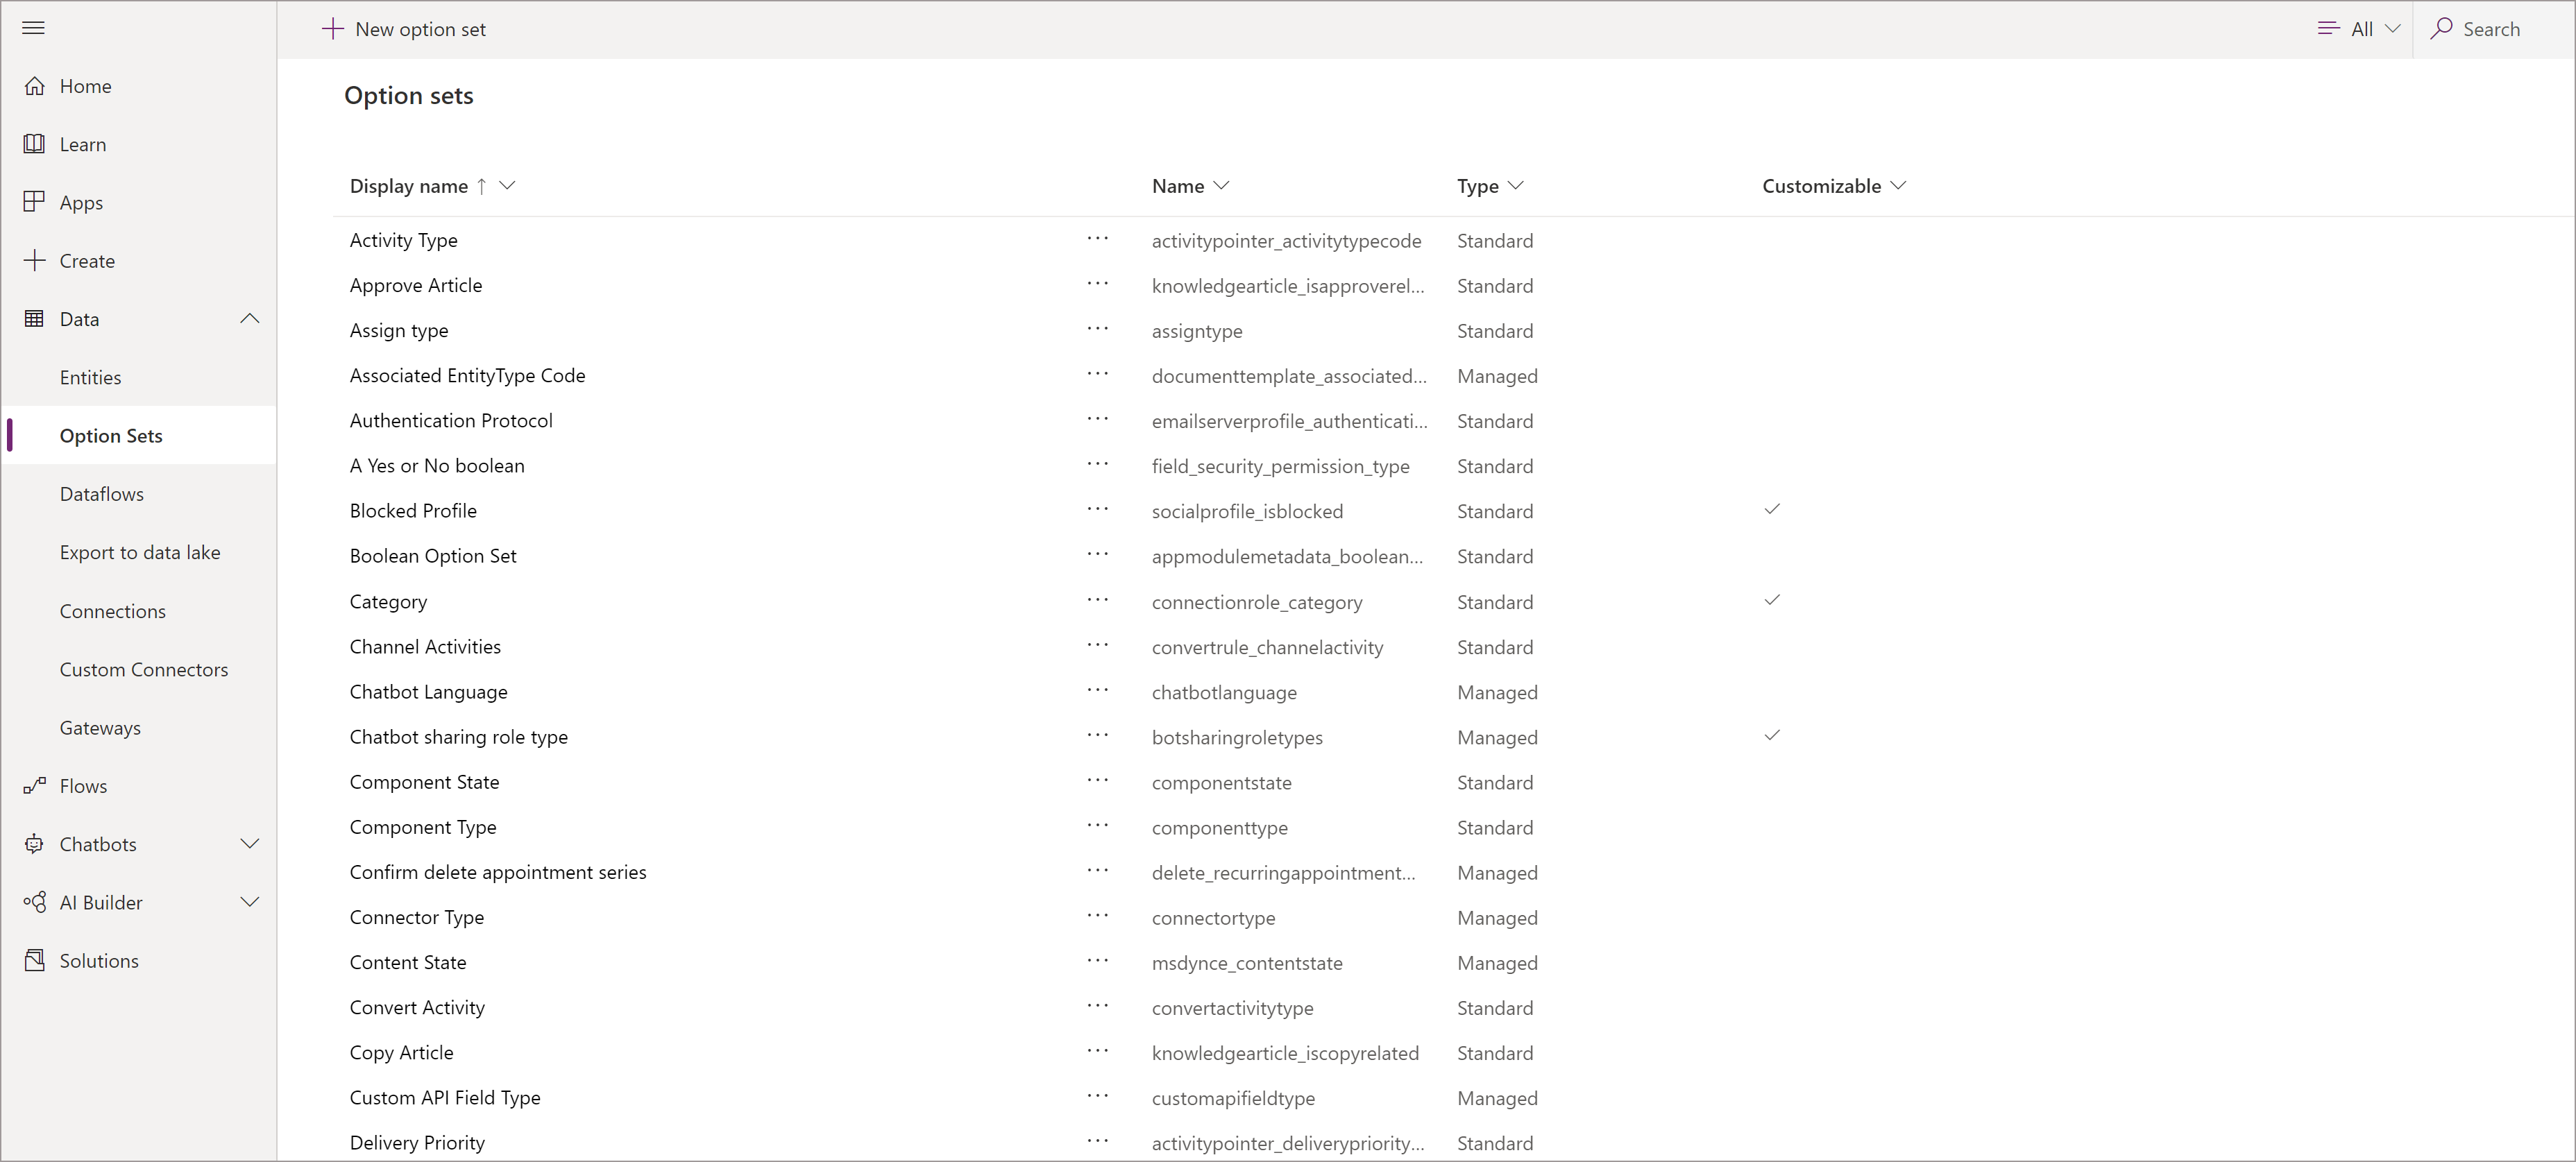 New option set
All
Search
Home
Learn
Apps
Create
Data
Entities
Option Sets
Dataflows
Export to data lake
Connections
Custom Connectors
Gateways
Flows
Chatbots
AI Builder
Solutions
Option sets
Display name ↑ Name Type Customizable
Activity Type ··· activitypointer_activitytypecode Standard
Approve Article ··· knowledgearticle_isapproverel... Standard
Assign type ··· assigntype Standard
Associated EntityType Code ··· documenttemplate_associated... Managed
Authentication Protocol ··· emailserverprofile_authenticati... Standard
A Yes or No boolean ··· field_security_permission_type Standard
Blocked Profile ··· socialprofile_isblocked Standard ✓
Boolean Option Set ··· appmodulemetadata_boolean... Standard
Category ··· connectionrole_category Standard ✓
Channel Activities ··· convertrule_channelactivity Standard
Chatbot Language ··· chatbotlanguage Managed
Chatbot sharing role type ··· botsharingroletypes Managed ✓
Component State ··· componentstate Standard
Component Type ··· componenttype Standard
Confirm delete appointment series ··· delete_recurringappointment... Managed
Connector Type ··· connectortype Managed
Content State ··· msdynce_contentstate Managed
Convert Activity ··· convertactivitytype Standard
Copy Article ··· knowledgearticle_iscopyrelated Standard
Custom API Field Type ··· customapifieldtype Managed
Delivery Priority ··· activitypointer_deliverypriority... Standard